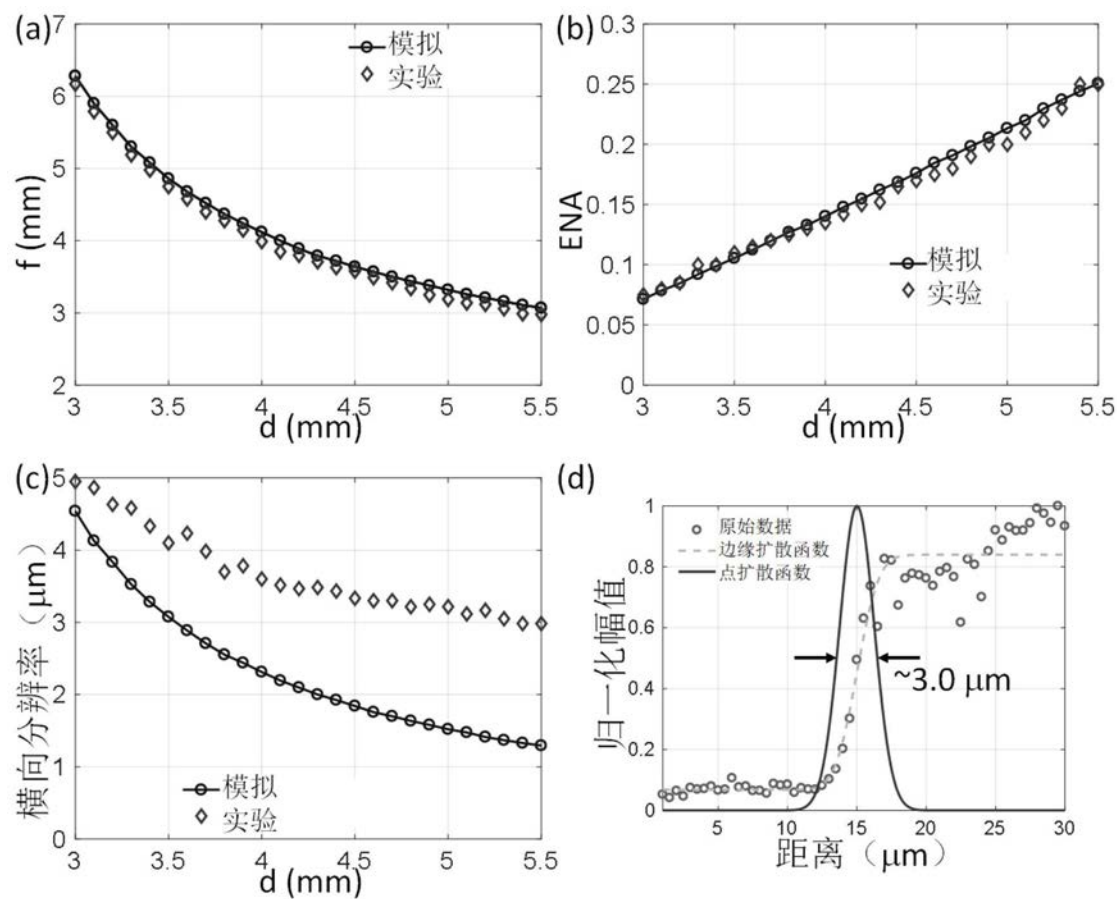 (a)
7
6
5
4
3
2
f (mm)
3
3.5
4
4.5
5
5.5
d (mm)
模拟
实验
(b)
0.3
0.25
0.2
0.15
0.1
0.05
0
ENA
3
3.5
4
4.5
5
5.5
d (mm)
模拟
实验
(c)
5
4
3
2
1
0
横向分辨率（μm）
3
3.5
4
4.5
5
5.5
d (mm)
模拟
实验
(d)
1
0.8
0.6
0.4
0.2
0
归一化幅值
原始数据
边缘扩散函数
点扩散函数
~3.0 μm
5
10
15
20
25
30
距离（μm）